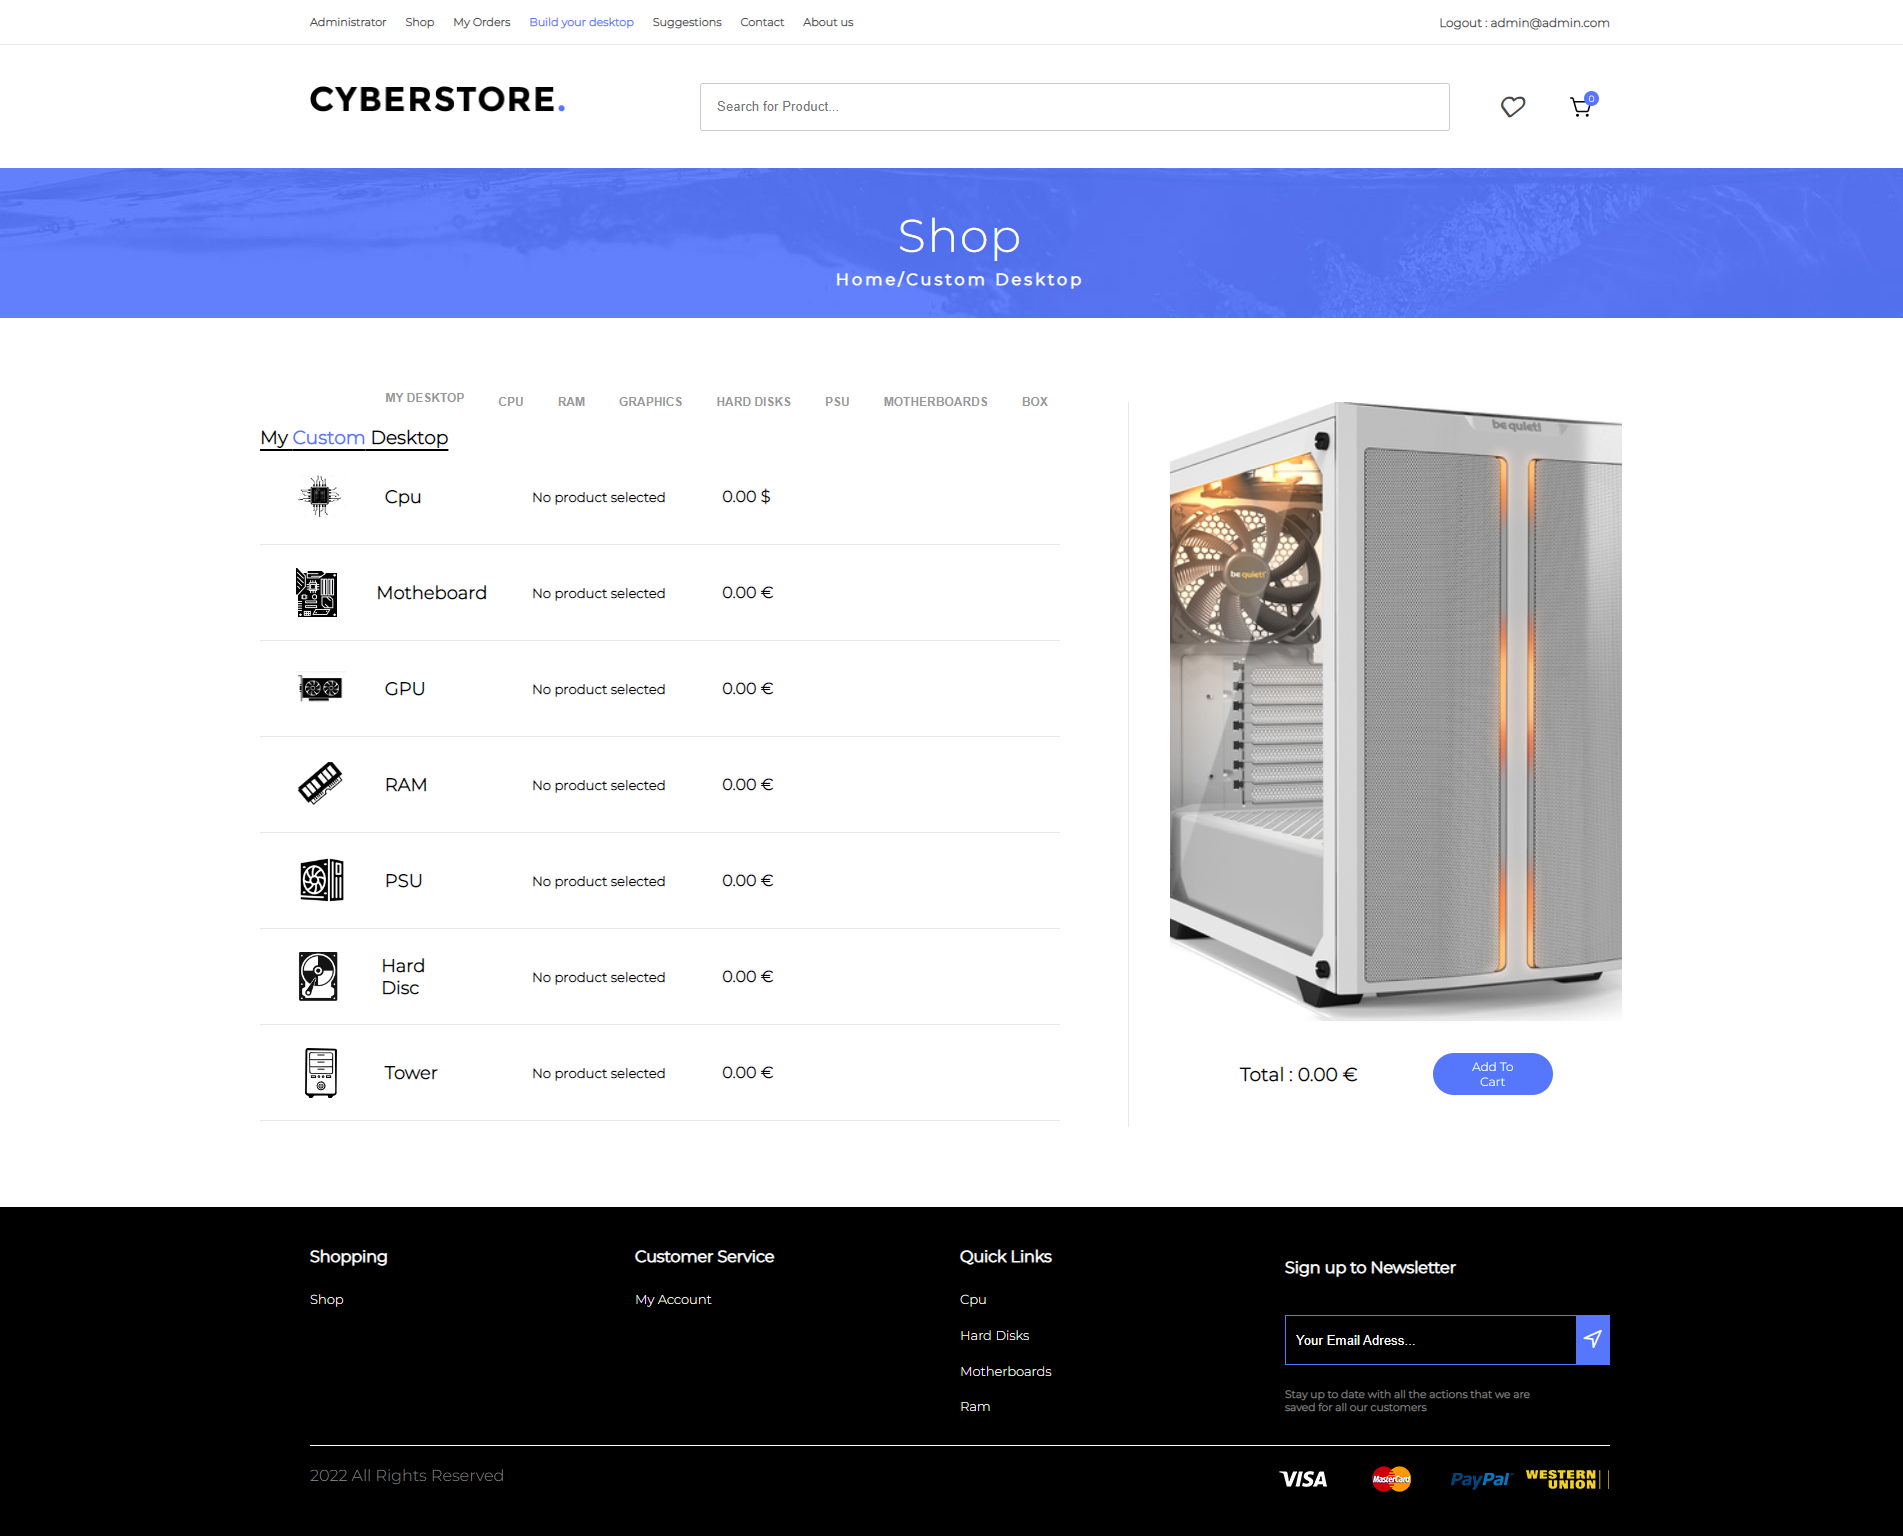 Administrator Shop My Orders Build your desktop Suggestions Contact About us Logout : admin@admin.com
CYBERSTORE.
Search for Product...
0
Shop
Home/Custom Desktop
MY DESKTOP CPU RAM GRAPHICS HARD DISKS PSU MOTHERBOARDS BOX
My Custom Desktop
Cpu No product selected 0.00 $
Motheboard No product selected 0.00 €
GPU No product selected 0.00 €
RAM No product selected 0.00 €
PSU No product selected 0.00 €
Hard
Disc No product selected 0.00 €
Tower No product selected 0.00 €
be quiet!
be quiet!
Total : 0.00 €
Add To
Cart
Shopping
Shop
Customer Service
My Account
Quick Links
Cpu
Hard Disks
Motherboards
Ram
Sign up to Newsletter
Your Email Adress...
Stay up to date with all the actions that we are
saved for all our customers
2022 All Rights Reserved
VISA MasterCard PayPal WESTERN
UNION